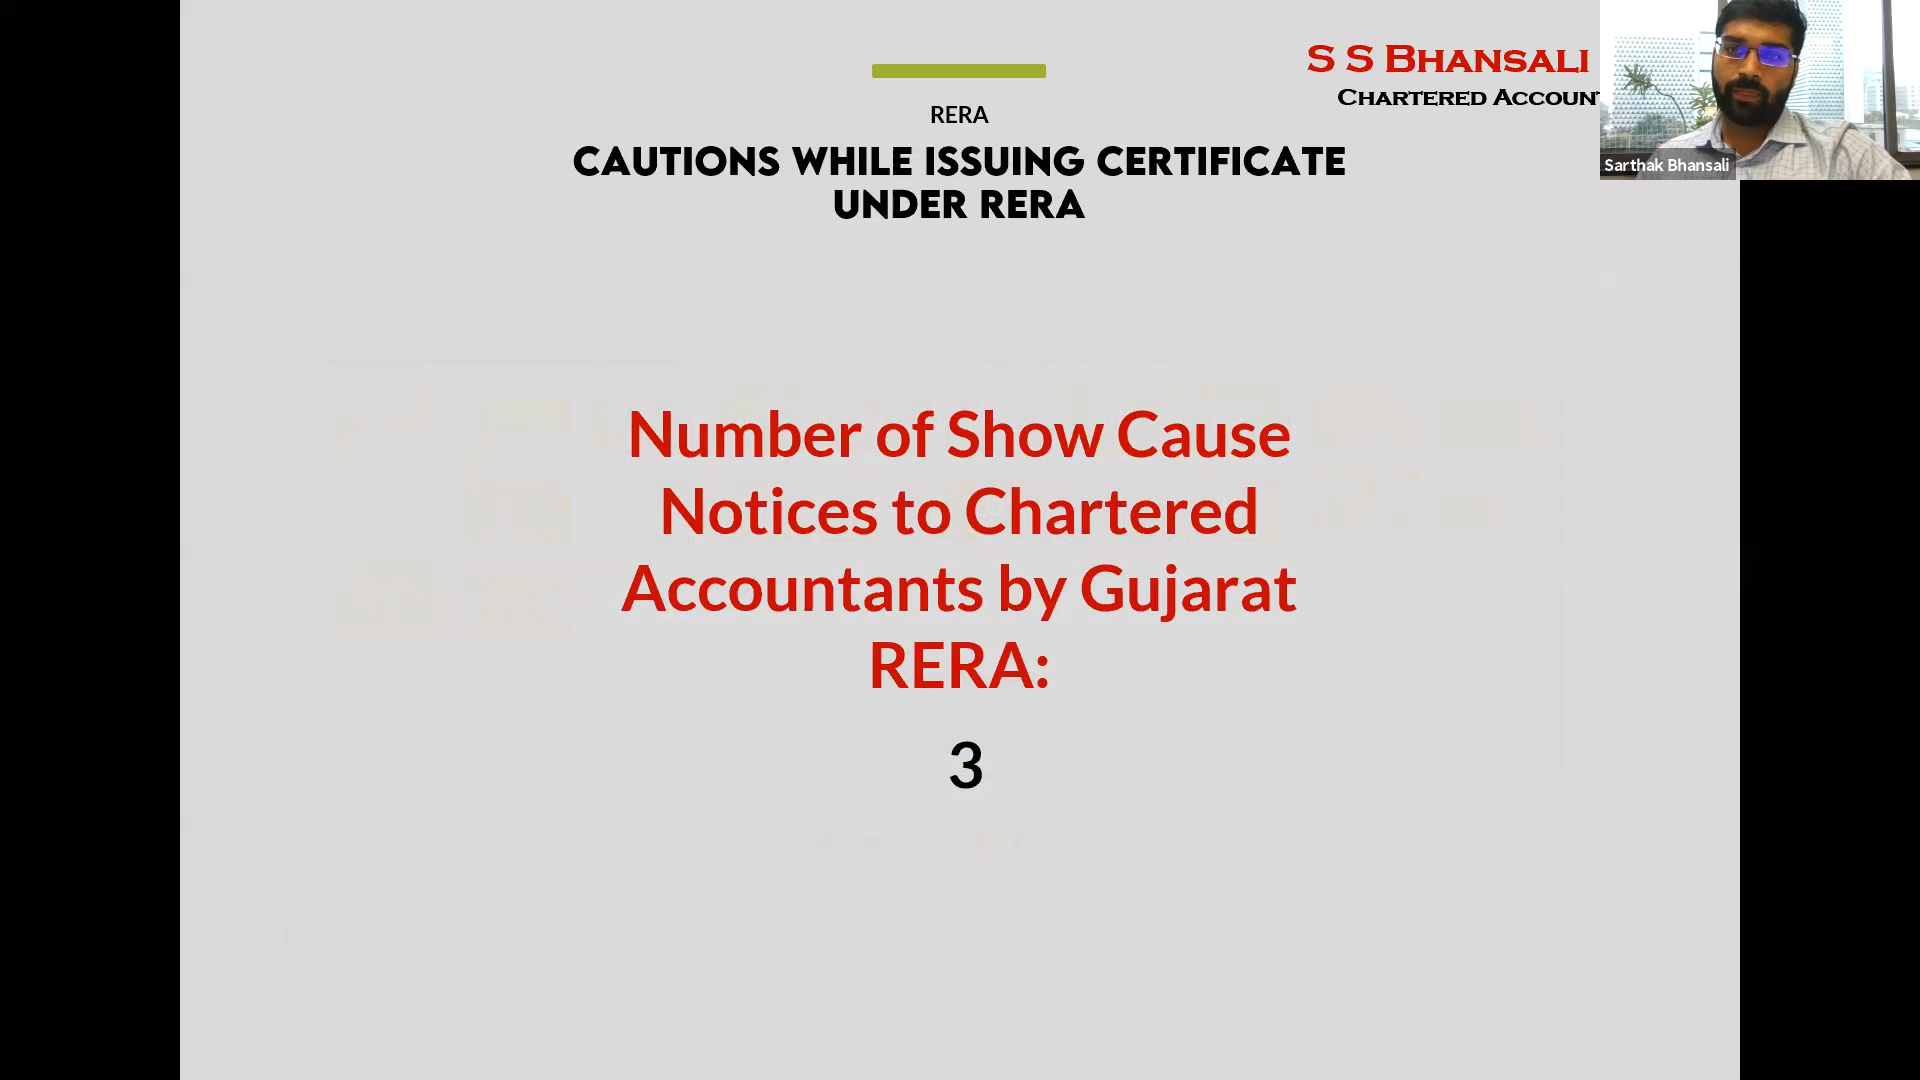 S S BHANSALI
CHARTERED ACCOUN
RERA
CAUTIONS WHILE ISSUING CERTIFICATE
UNDER RERA
Sarthak Bhansali
Number of Show Cause
Notices to Chartered
Accountants by Gujarat
RERA:
3